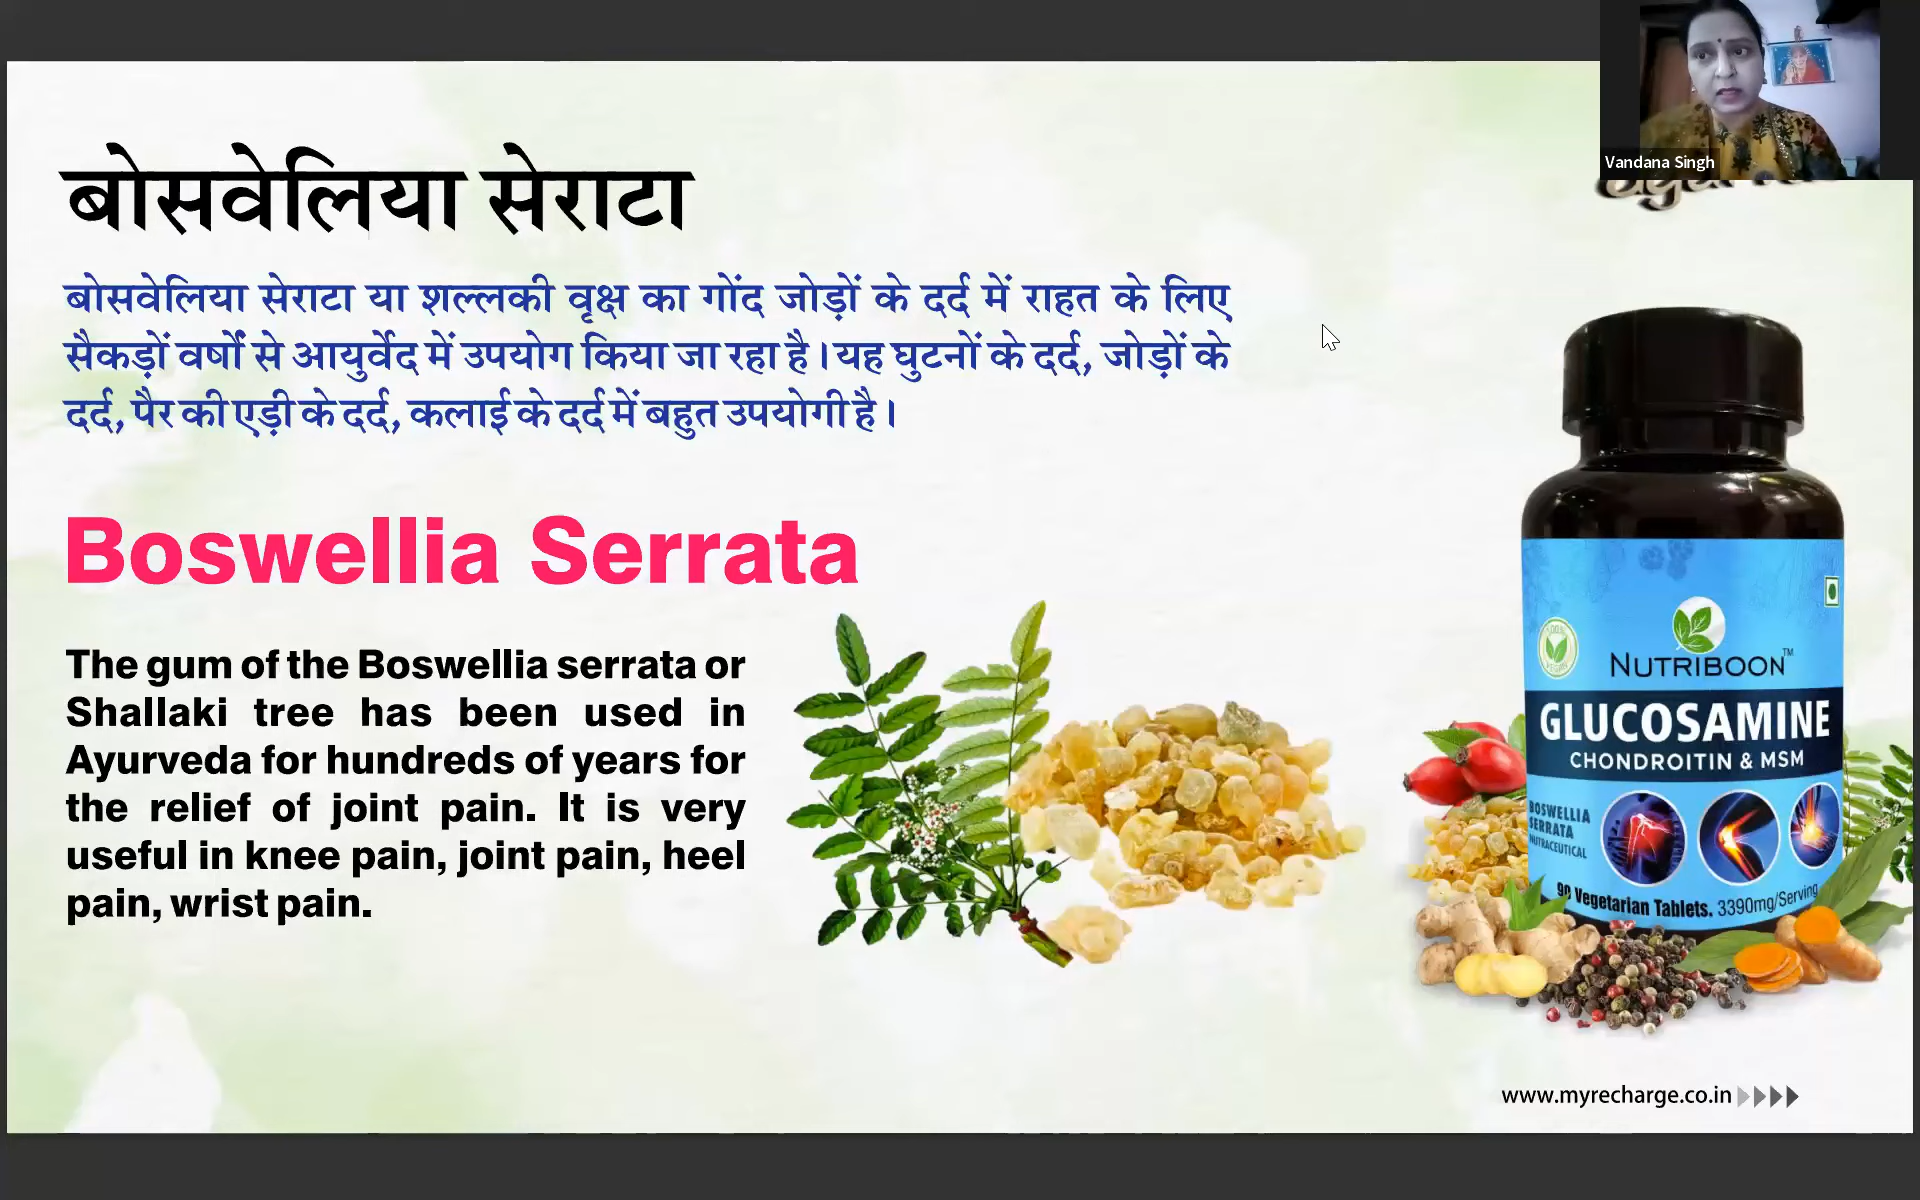 Vandana Singh
बोसवेलिया सेराटा
बोसवेलिया सेराटा या शल्लकी वृक्ष का गोंद जोड़ों के दर्द में राहत के लिए
सैकड़ों वर्षों से आयुर्वेद में उपयोग किया जा रहा है। यह घुटनों के दर्द, जोड़ों के
दर्द, पैर की एड़ी के दर्द, कलाई के दर्द में बहुत उपयोगी है।
Boswellia Serrata
The gum of the Boswellia serrata or
Shallaki tree has been used in
Ayurveda for hundreds of years for
the relief of joint pain. It is very
useful in knee pain, joint pain, heel
pain, wrist pain.
100%
VEGAN
NUTRIBOON™
GLUCOSAMINE
CHONDROITIN & MSM
BOSWELLIA
SERRATA
NUTRACEUTICAL
90 Vegetarian Tablets. 3390mg/Serving
www.myrecharge.co.in